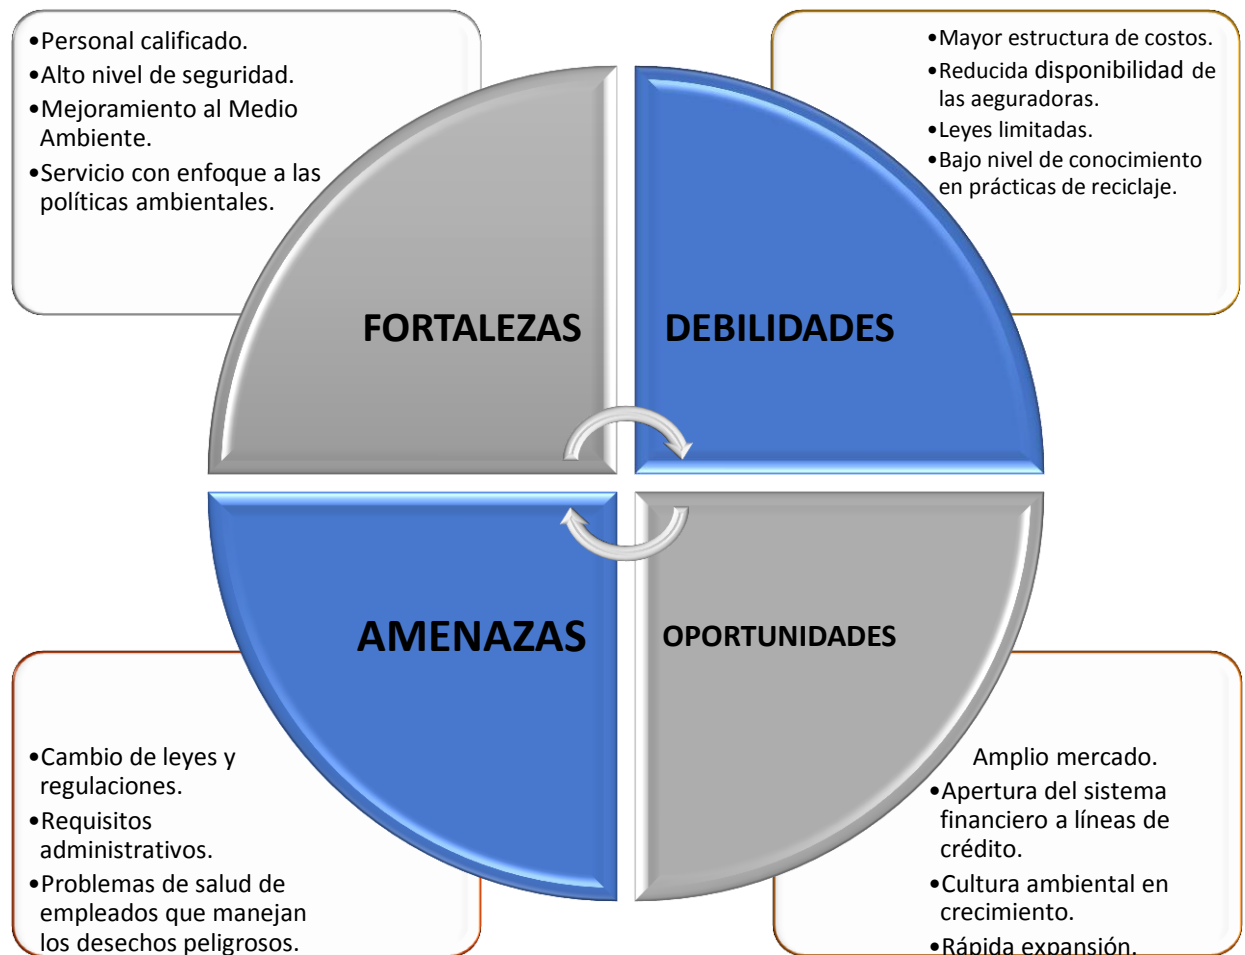 •Personal calificado.
•Alto nivel de seguridad.
•Mejoramiento al Medio
Ambiente.
•Servicio con enfoque a las
políticas ambientales.
•Mayor estructura de costos.
•Reducida disponibilidad de
las aeguradoras.
•Leyes limitadas.
•Bajo nivel de conocimiento
en prácticas de reciclaje.
FORTALEZAS
DEBILIDADES
AMENAZAS
OPORTUNIDADES
•Cambio de leyes y
regulaciones.
•Requisitos
administrativos.
•Problemas de salud de
empleados que manejan
los desechos peligrosos.
Amplio mercado.
•Apertura del sistema
financiero a líneas de
crédito.
•Cultura ambiental en
crecimiento.
•Rápida expansión.